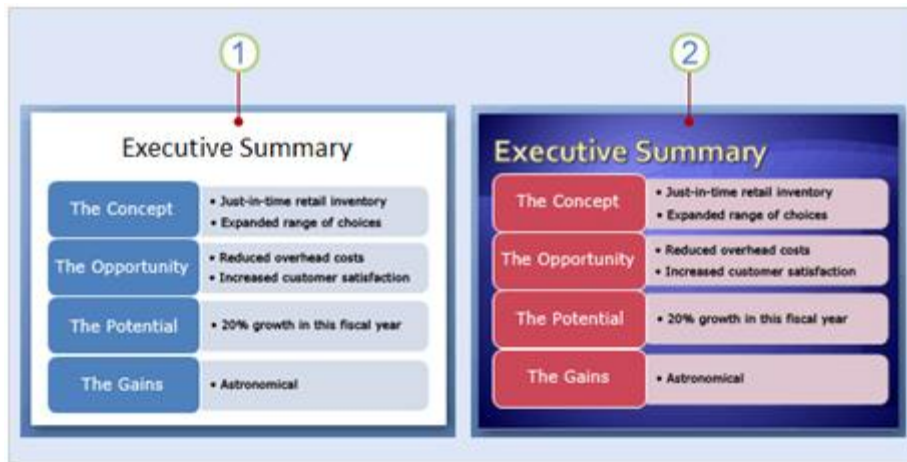 1
Executive Summary
The Concept
• Just-in-time retail inventory
• Expanded range of choices
The Opportunity
• Reduced overhead costs
• Increased customer satisfaction
The Potential
• 20% growth in this fiscal year
The Gains
• Astronomical
2
Executive Summary
The Concept
• Just-in-time retail inventory
• Expanded range of choices
The Opportunity
• Reduced overhead costs
• Increased customer satisfaction
The Potential
• 20% growth in this fiscal year
The Gains
• Astronomical